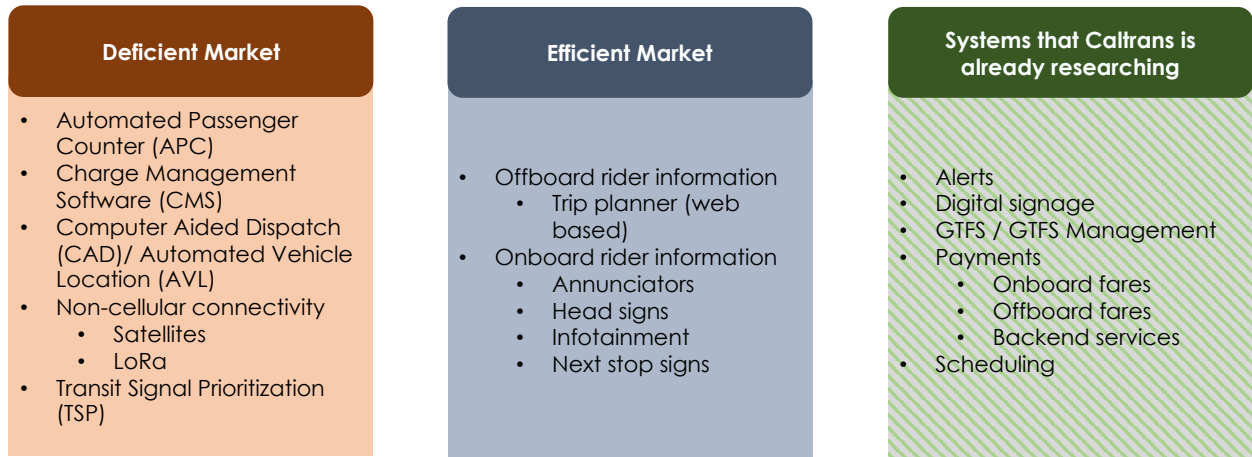 Deficient Market
• Automated Passenger
Counter (APC)
• Charge Management
Software (CMS)
• Computer Aided Dispatch
(CAD)/ Automated Vehicle
Location (AVL)
• Non-cellular connectivity
• Satellites
• LoRa
• Transit Signal Prioritization
(TSP)
Efficient Market
• Offboard rider information
• Trip planner (web
based)
• Onboard rider information
• Annunciators
• Head signs
• Infotainment
• Next stop signs
Systems that Caltrans is
already researching
• Alerts
• Digital signage
• GTFS / GTFS Management
• Payments
• Onboard fares
• Offboard fares
• Backend services
• Scheduling